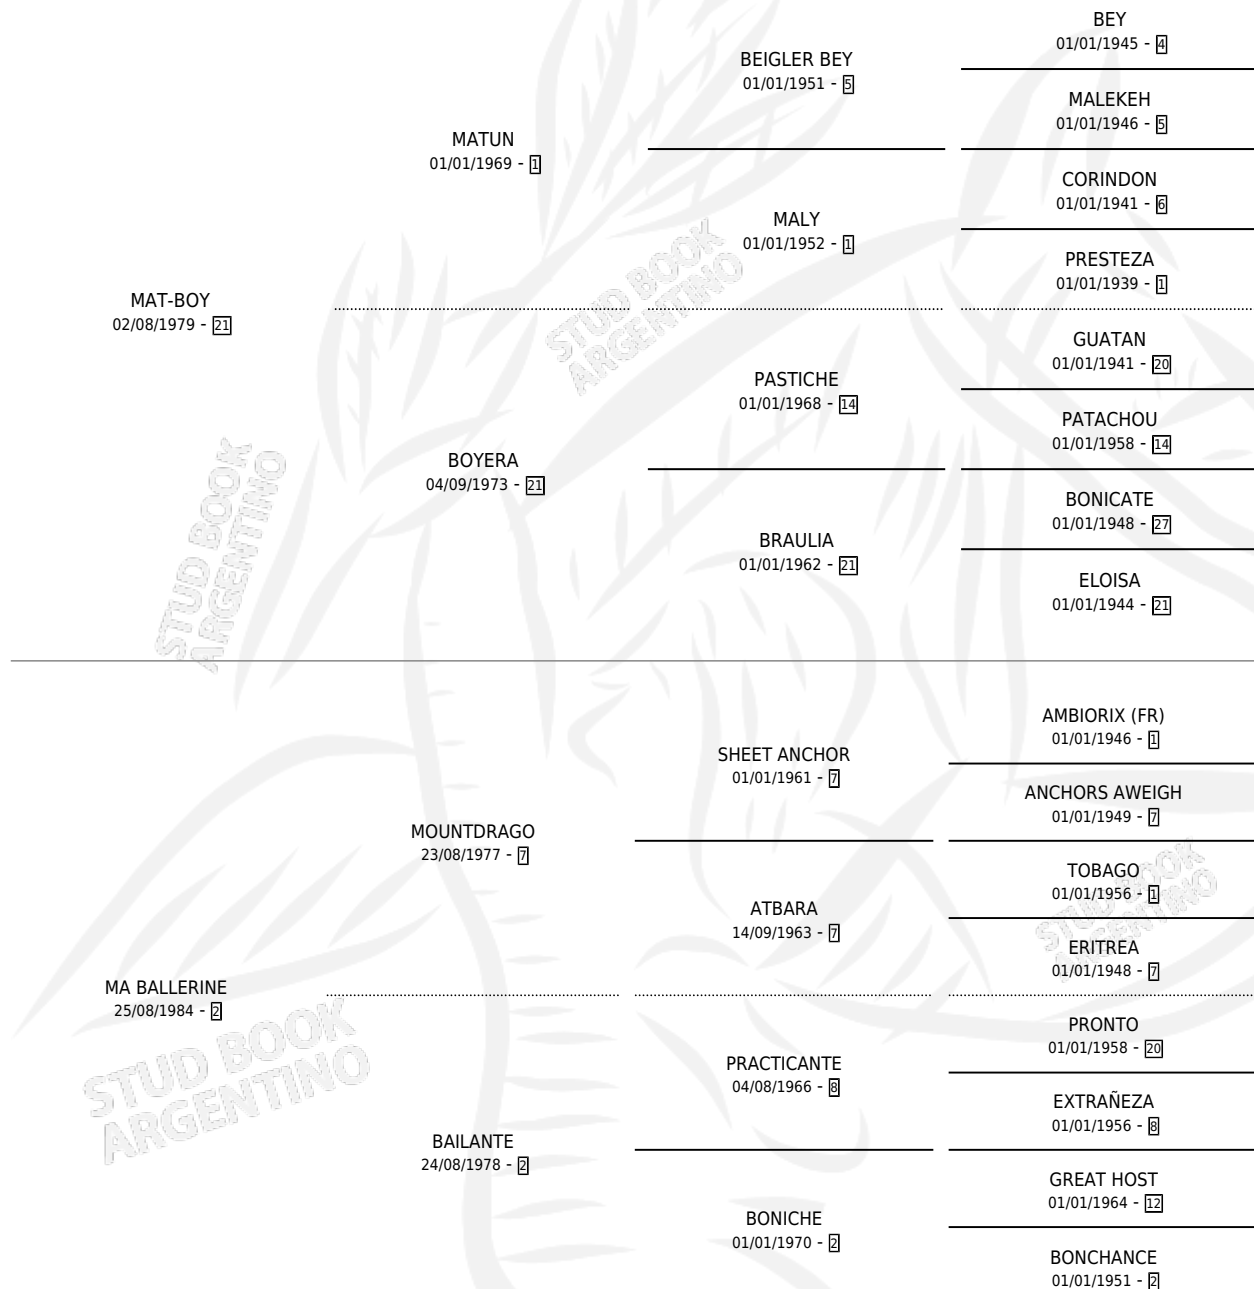 BEY
01/01/1945 - 4
BEIGLER BEY
01/01/1951 - 5
MALEKEH
01/01/1946 - 5
MATUN
01/01/1969 - 1
CORINDON
01/01/1941 - 6
MALY
01/01/1952 - 1
PRESTEZA
01/01/1939 - 1
MAT-BOY
02/08/1979 - 21
GUATAN
01/01/1941 - 20
PASTICHE
01/01/1968 - 14
PATACHOU
01/01/1958 - 14
BOYERA
04/09/1973 - 21
BONICATE
01/01/1948 - 27
BRAULIA
01/01/1962 - 21
ELOISA
01/01/1944 - 21
STUD BOOK
ARGENTINO
STUD BOOK
ARGENTINO
AMBIORIX (FR)
01/01/1946 - 1
SHEET ANCHOR
01/01/1961 - 7
ANCHORS AWEIGH
01/01/1949 - 7
MOUNTDRAGO
23/08/1977 - 7
TOBAGO
01/01/1956 - 1
ATBARA
14/09/1963 - 7
ERITREA
01/01/1948 - 7
MA BALLERINE
25/08/1984 - 2
PRONTO
01/01/1958 - 20
PRACTICANTE
04/08/1966 - 8
EXTRAÑEZA
01/01/1956 - 8
BAILANTE
24/08/1978 - 2
GREAT HOST
01/01/1964 - 12
BONICHE
01/01/1970 - 2
BONCHANCE
01/01/1951 - 2
STUD BOOK
ARGENTINO
STUD BOOK
ARGENTINO